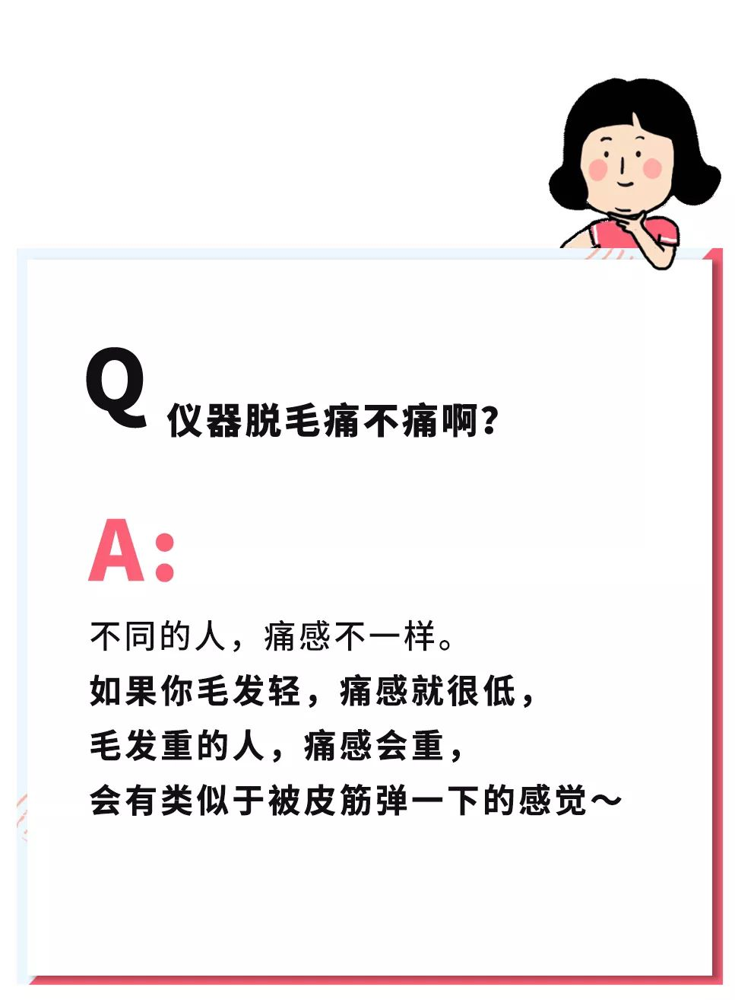 Q 仪器脱毛痛不痛啊？
A:
不同的人，痛感不一样。
如果你毛发轻，痛感就很低，
毛发重的人，痛感会重，
会有类似于被皮筋弹一下的感觉～